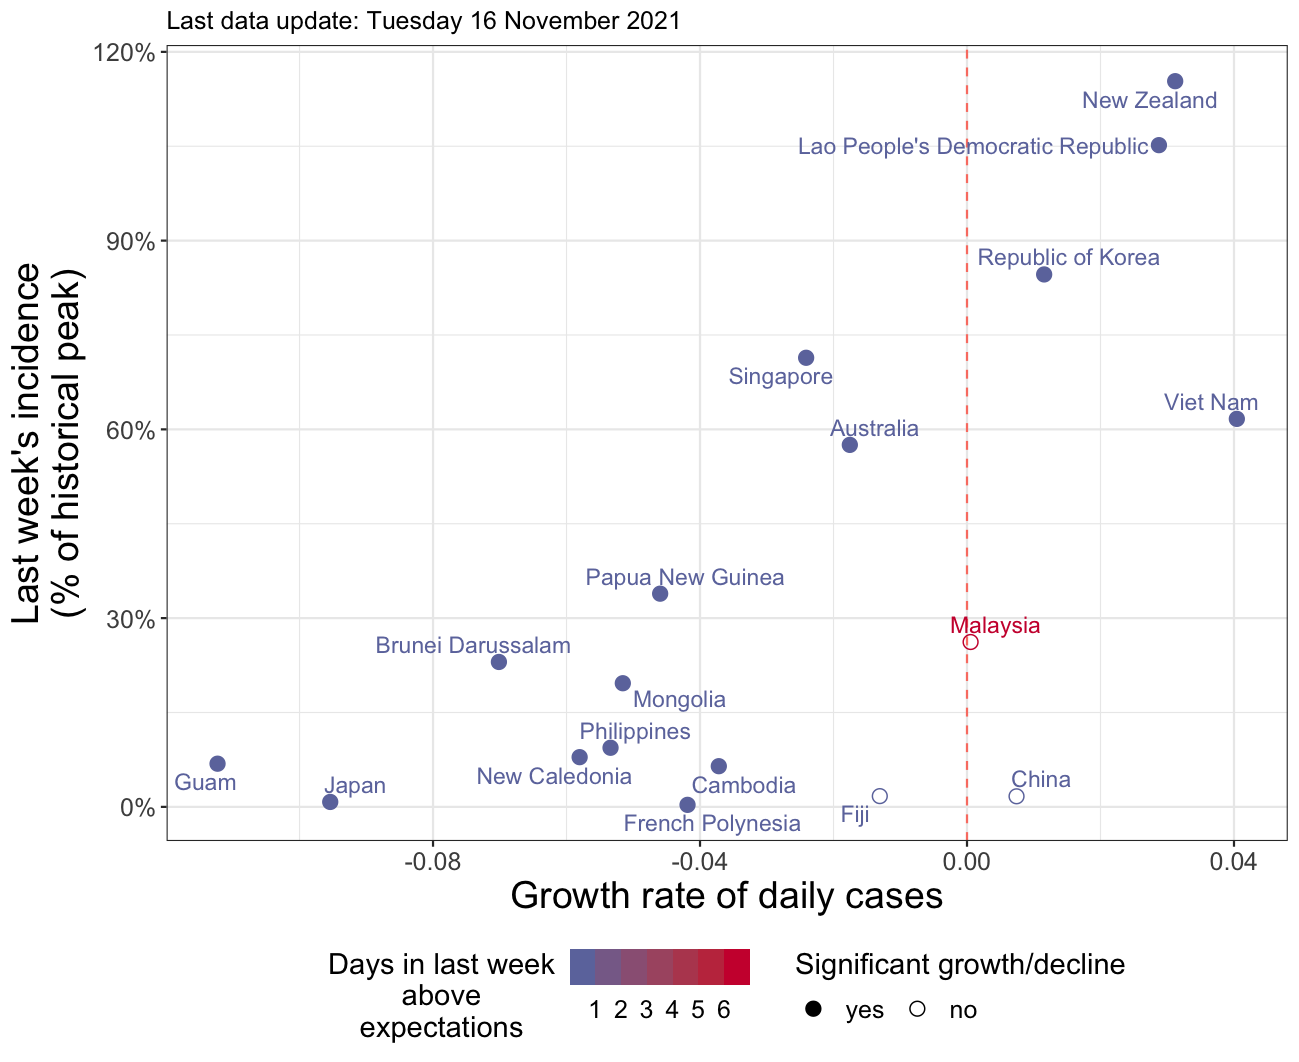 Last data update: Tuesday 16 November 2021
120%
90%
60%
30%
0%
Last week's incidence
(% of historical peak)
New Zealand
Lao People's Democratic Republic
Republic of Korea
Singapore
Viet Nam
Australia
Papua New Guinea
Malaysia
Brunei Darussalam
Mongolia
Philippines
New Caledonia
Guam
Japan
Cambodia
China
Fiji
French Polynesia
-0.08 -0.04 0.00 0.04
Growth rate of daily cases
Days in last week
above
expectations
1 2 3 4 5 6
Significant growth/decline
yes no